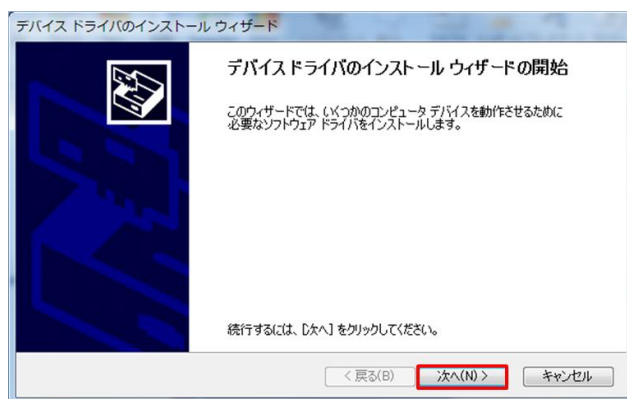 デバイス ドライバのインストール ウィザード
デバイス ドライバのインストール ウィザードの開始
このウィザードでは、いくつかのコンピュータ デバイスを動作させるために
必要なソフトウェア ドライバをインストールします。
続行するには、[次へ] をクリックしてください。
< 戻る(B)
次へ(N) >
キャンセル